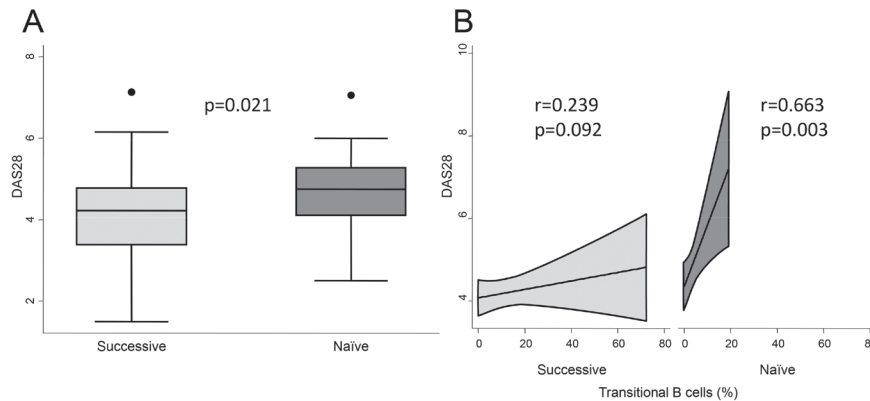 A
DAS28
8
6
4
2
p=0.021
Successive
Naïve
B
DAS28
10
8
6
4
r=0.239
p=0.092
r=0.663
p=0.003
0 20 40 60 80
0 20 40 60 80
Successive
Naïve
Transitional B cells (%)